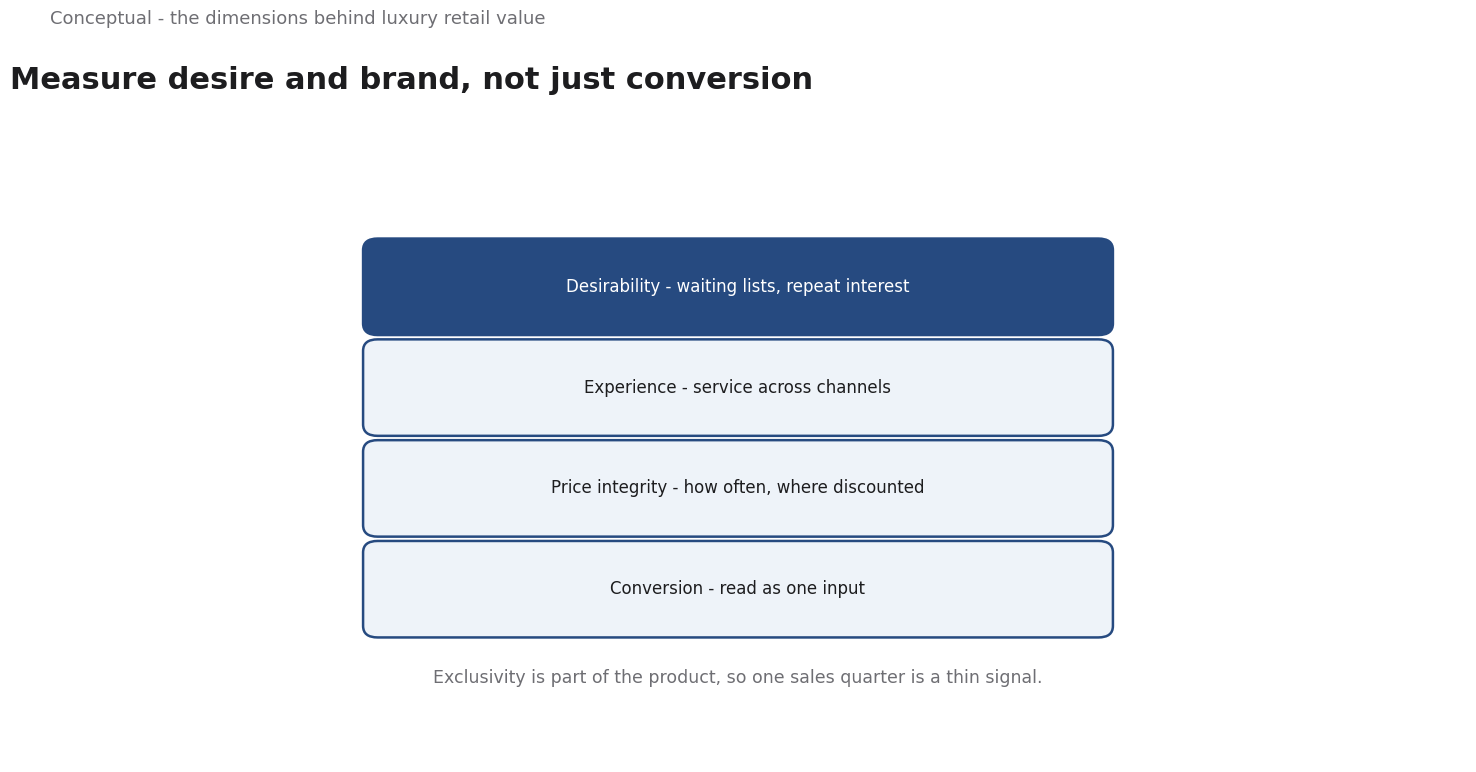 Conceptual - the dimensions behind luxury retail value
Measure desire and brand, not just conversion
Desirability - waiting lists, repeat interest
Experience - service across channels
Price integrity - how often, where discounted
Conversion - read as one input
Exclusivity is part of the product, so one sales quarter is a thin signal.